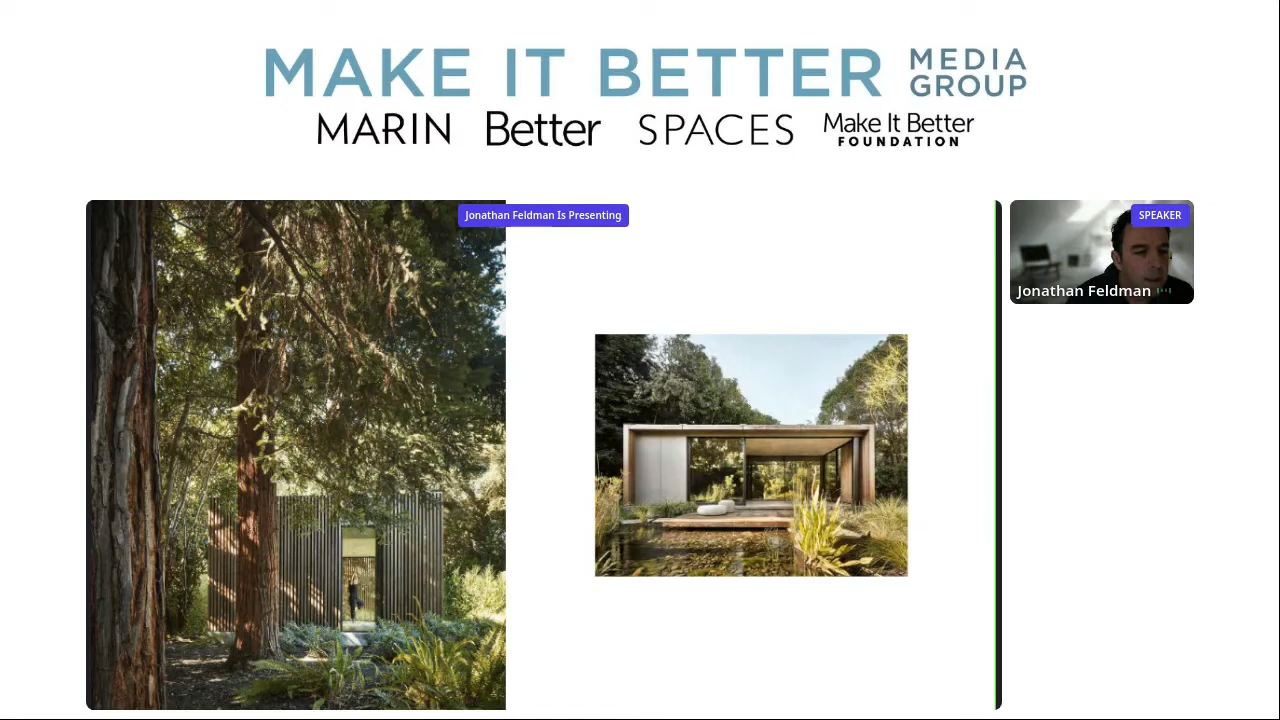 MAKE IT BETTER MEDIA GROUP
MARIN Better SPACES Make It Better FOUNDATION
Jonathan Feldman Is Presenting
SPEAKER
Jonathan Feldman